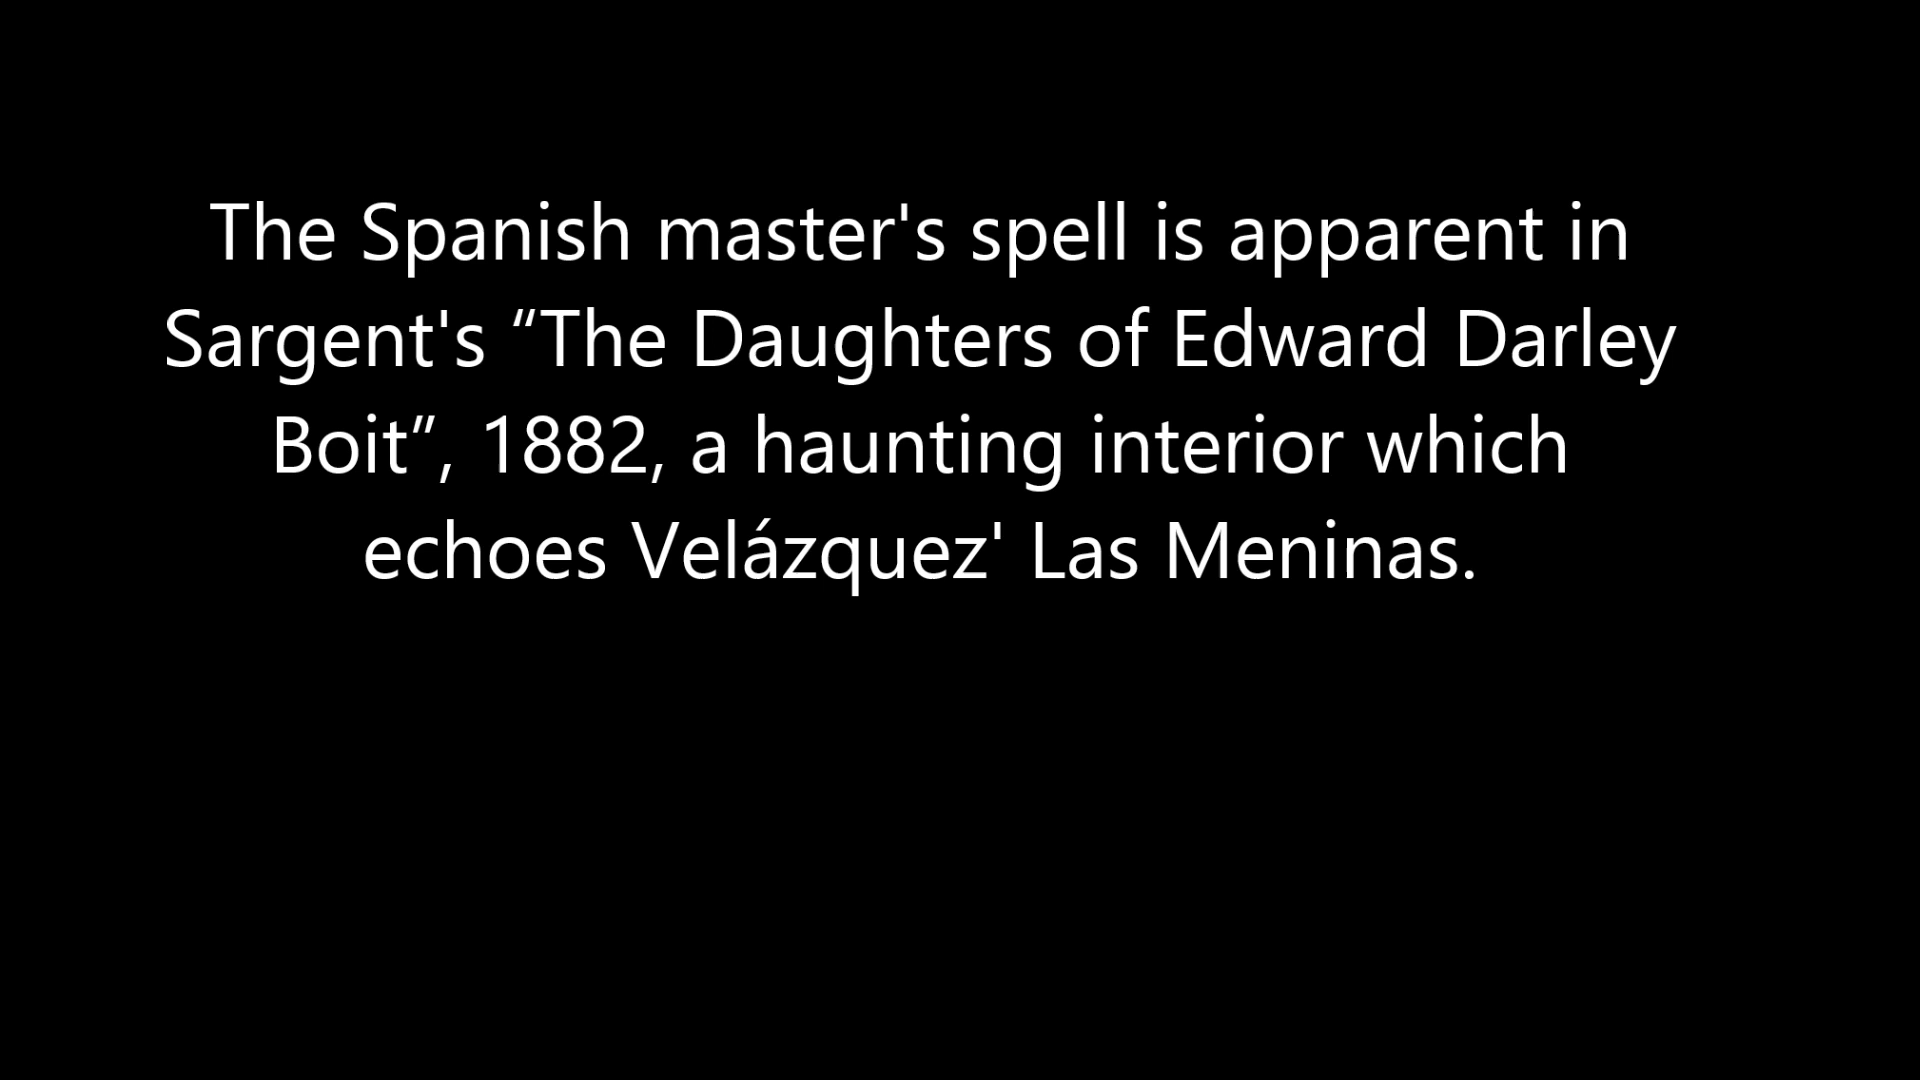 The Spanish master's spell is apparent in
Sargent's “The Daughters of Edward Darley
Boit”, 1882, a haunting interior which
echoes Velázquez' Las Meninas.